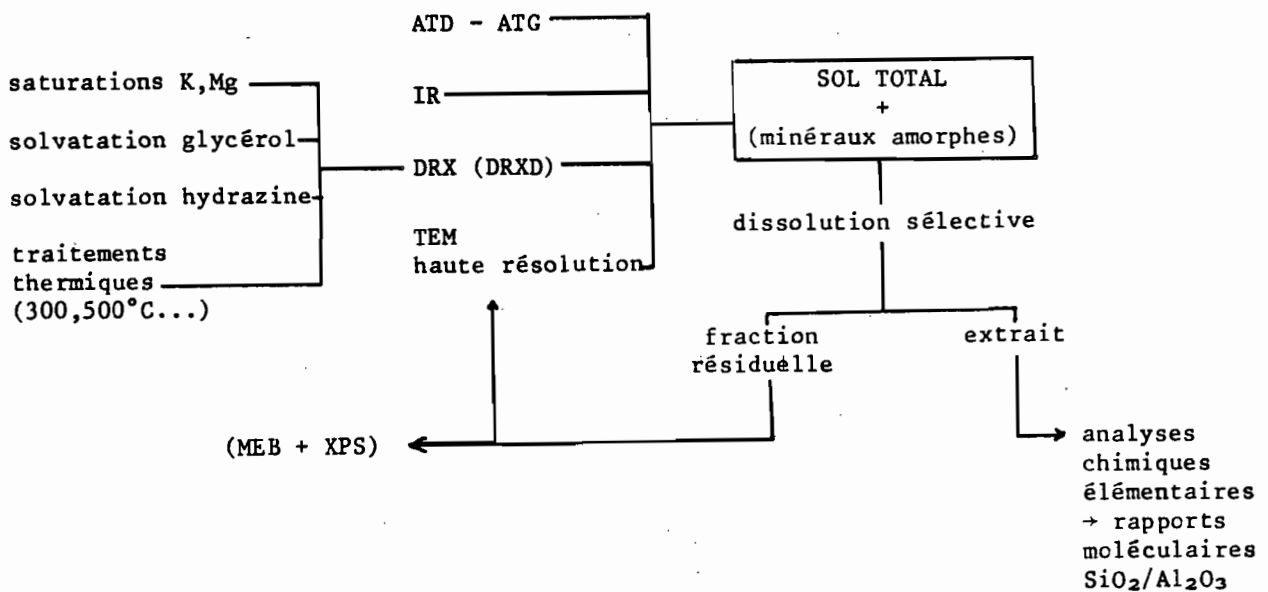 saturations K,Mg
solvatation glycérol
solvatation hydrazine
traitements
thermiques
(300,500°C...)
ATD - ATG
IR
DRX (DRXD)
TEM
haute résolution
SOL TOTAL
+
(minéraux amorphes)
dissolution sélective
fraction
résiduelle
extrait
(MEB + XPS)
analyses
chimiques
élémentaires
→ rapports
moléculaires
SiO₂/Al₂O₃